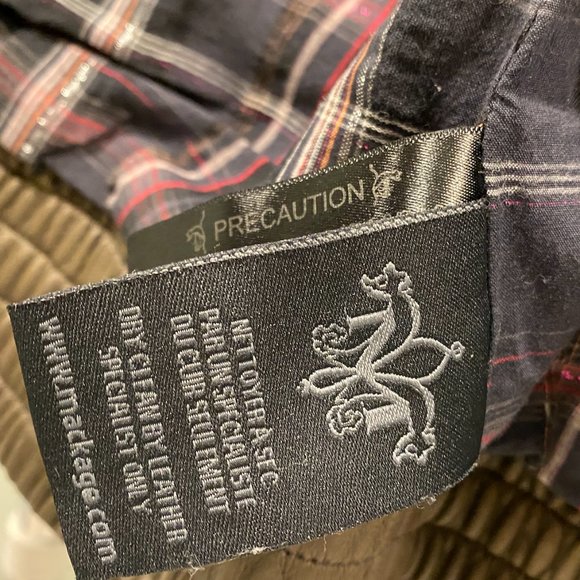 PRECAUTION
NETTOYER A SEC
PAR UN SPECIALISTE
DU CUIR SEULEMENT
DRY CLEAN BY LEATHER
SPECIALIST ONLY
www.mackage.com